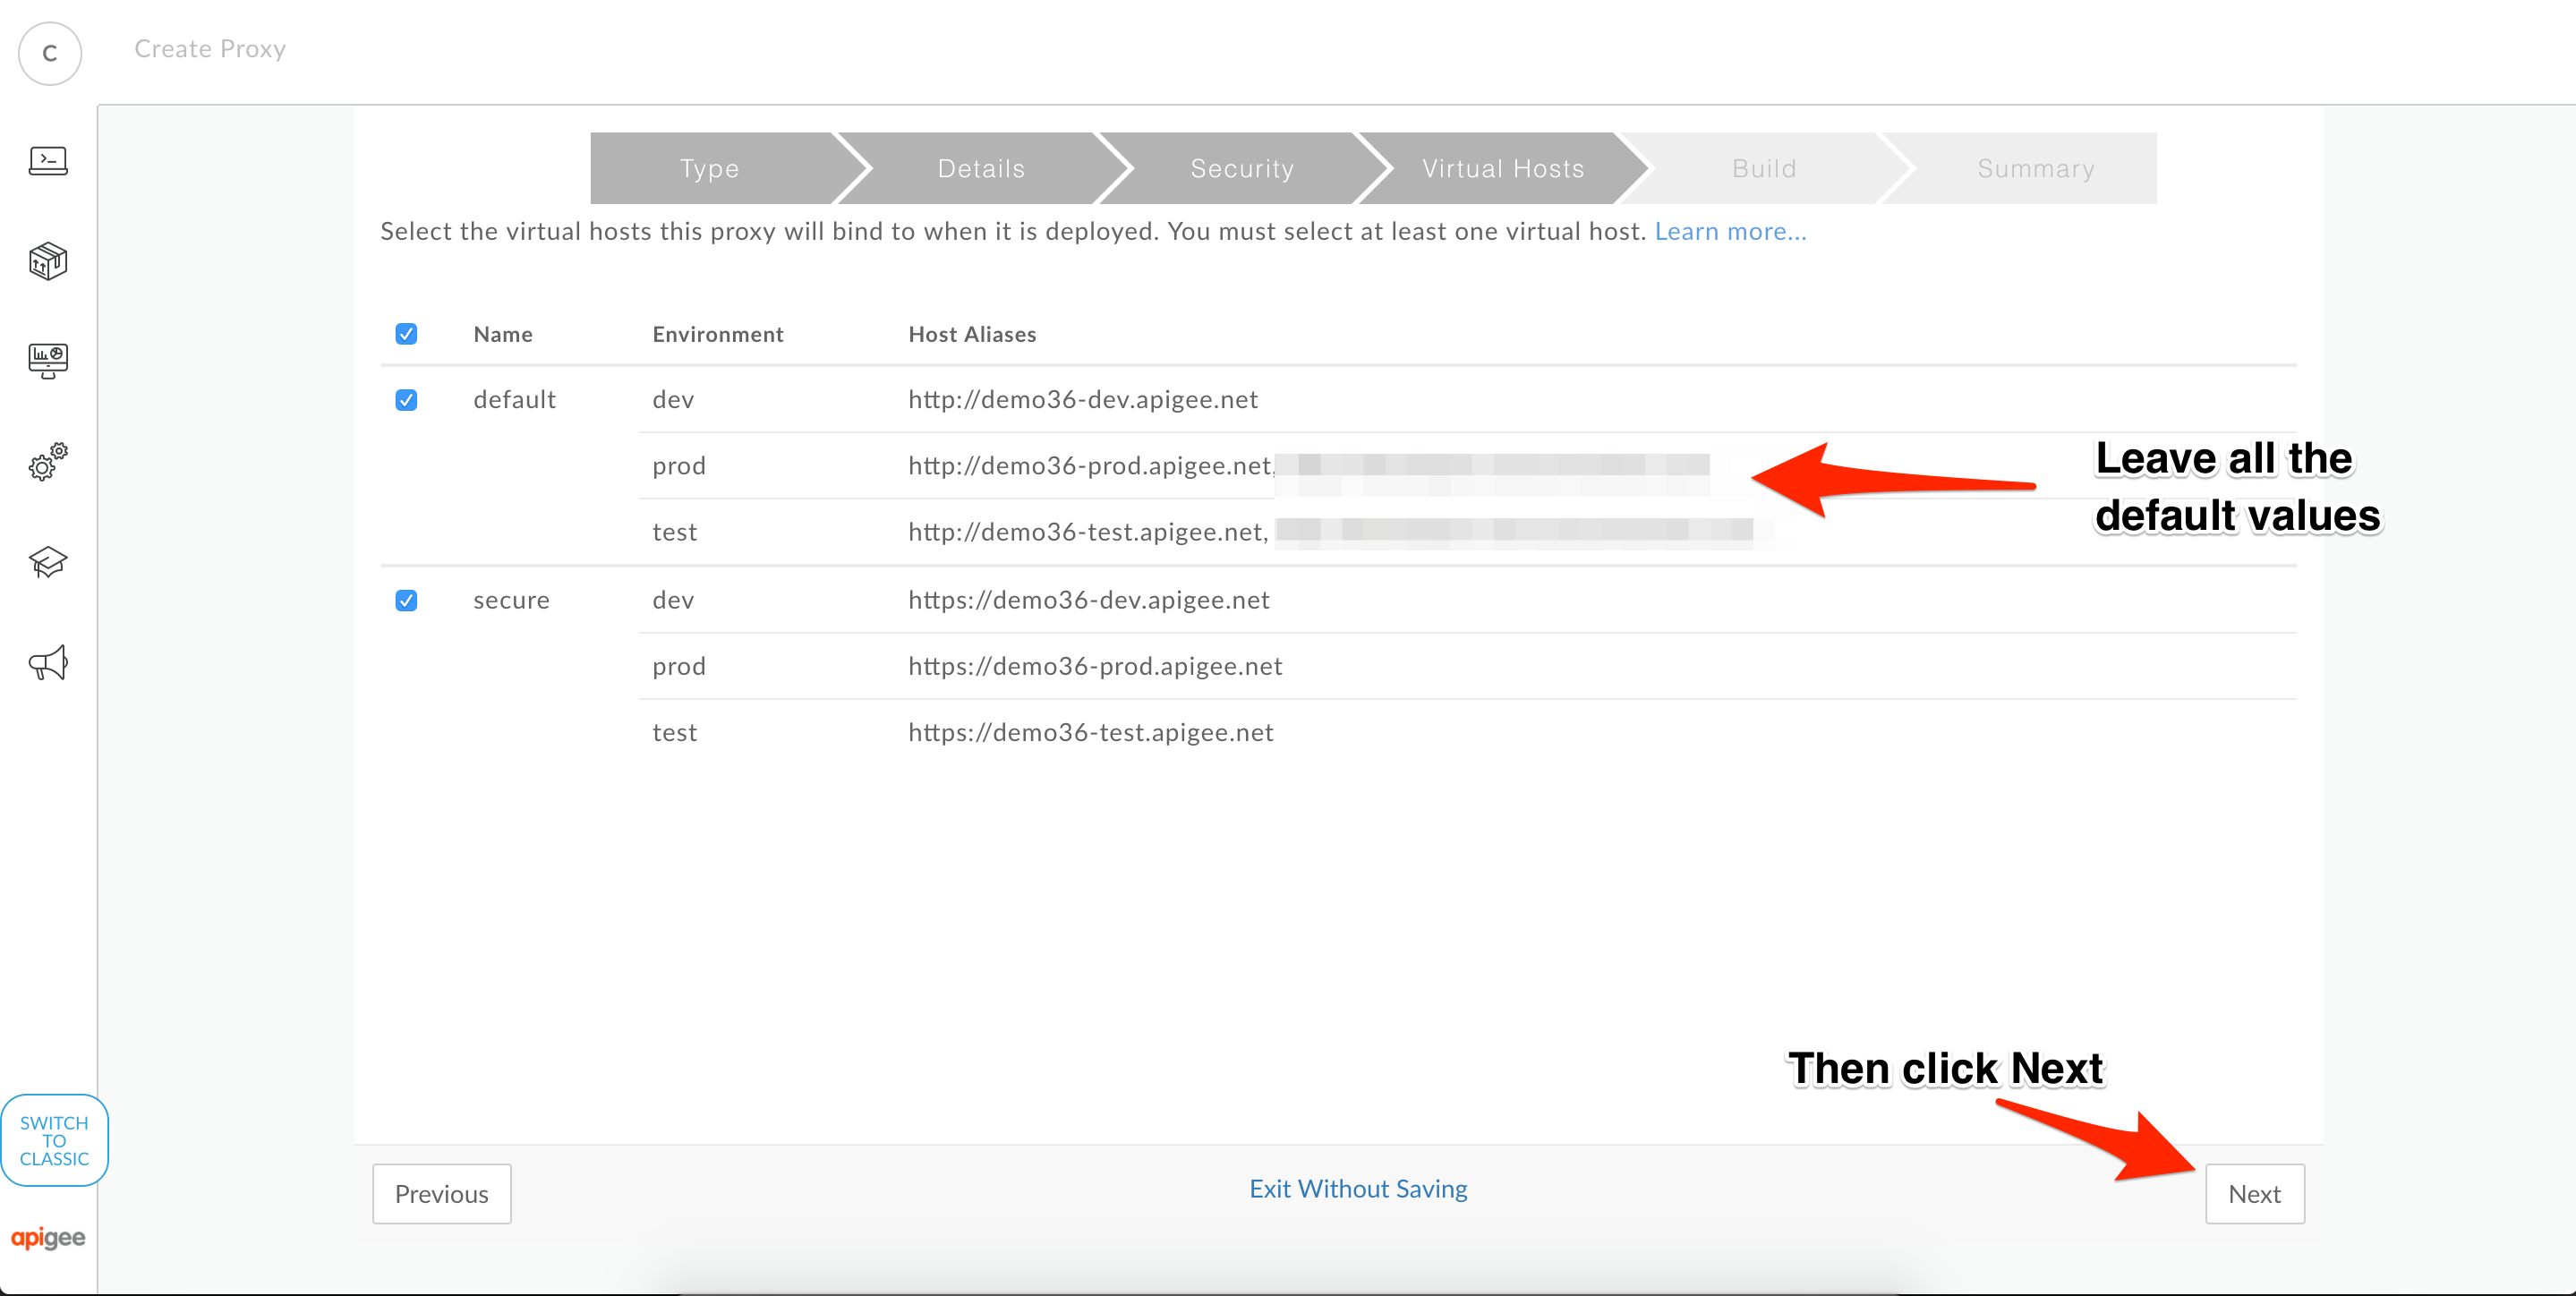 C
Create Proxy
Type Details Security Virtual Hosts Build Summary
Select the virtual hosts this proxy will bind to when it is deployed. You must select at least one virtual host. Learn more...
Name Environment Host Aliases
default dev http://demo36-dev.apigee.net
prod http://demo36-prod.apigee.net,
test http://demo36-test.apigee.net,
Leave all the
default values
secure dev https://demo36-dev.apigee.net
prod https://demo36-prod.apigee.net
test https://demo36-test.apigee.net
Then click Next
SWITCH
TO
CLASSIC
Previous Exit Without Saving Next
apigee